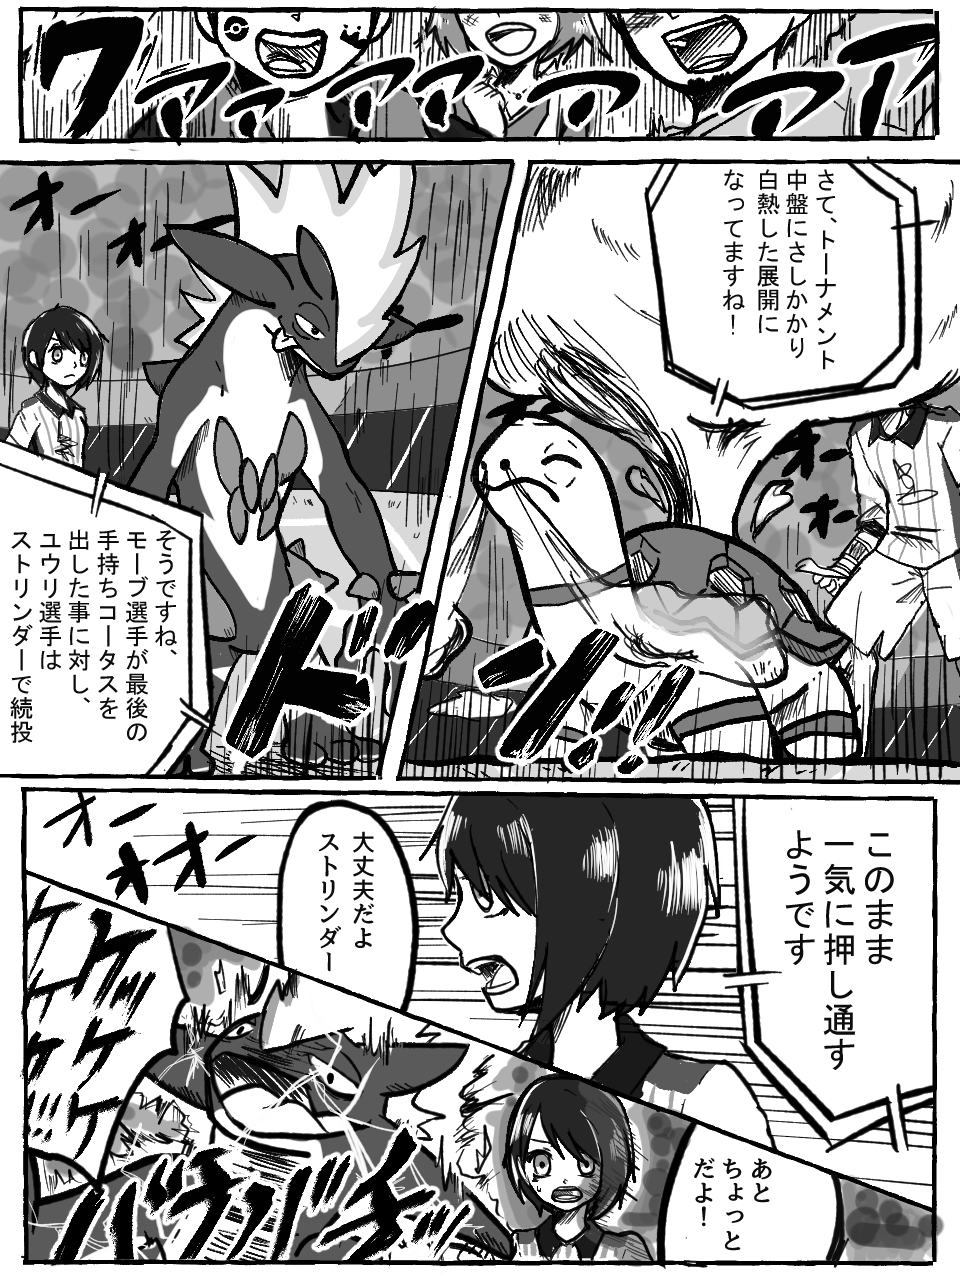 ワァァァァァァァ
さて、トーナメント
中盤にさしかかり
白熱した展開に
なってますね！
オー
オー
ドン!!
オー
オー
そうですね、
モーブ選手が最後の
手持ちコータスを
出した事に対し、
ユウリ選手は
ストリンダーで続投
このまま
一気に押し通す
ようです
大丈夫だよ
ストリンダー
オー
オー
ケケケケ!!!
ケケケ
バチバチッ
あと
ちょっと
だよ！